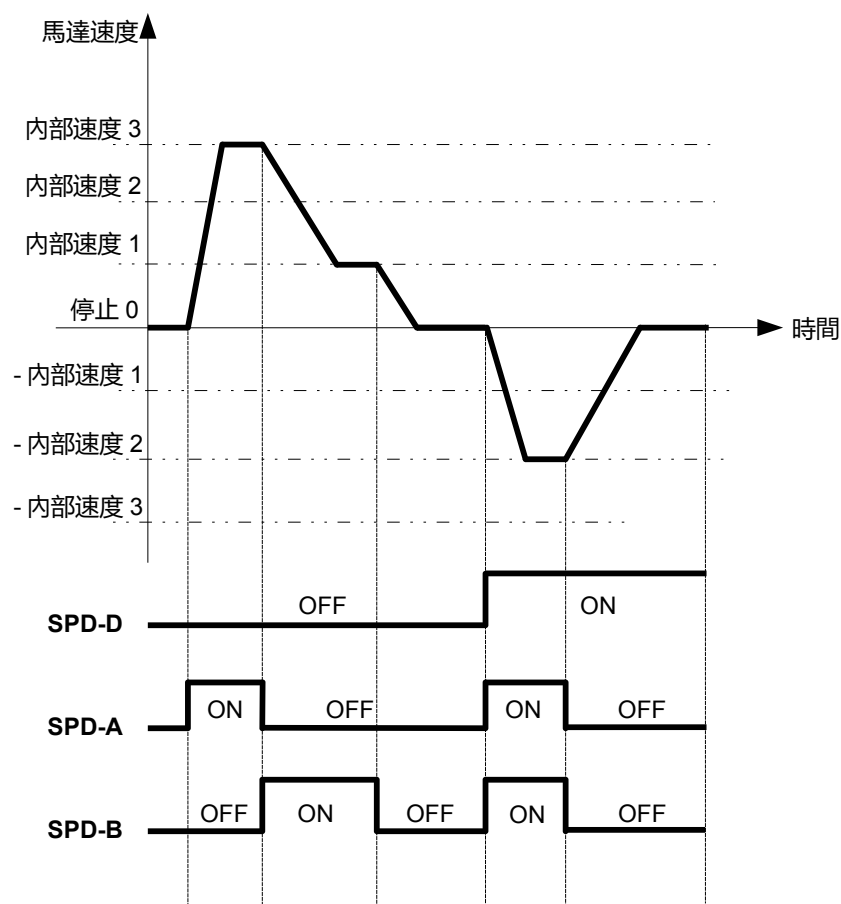 馬達速度
內部速度 3
內部速度 2
內部速度 1
停止 0
時間
- 內部速度 1
- 內部速度 2
- 內部速度 3
OFF
ON
SPD-D
ON
OFF
ON
OFF
SPD-A
OFF
ON
OFF
ON
OFF
SPD-B